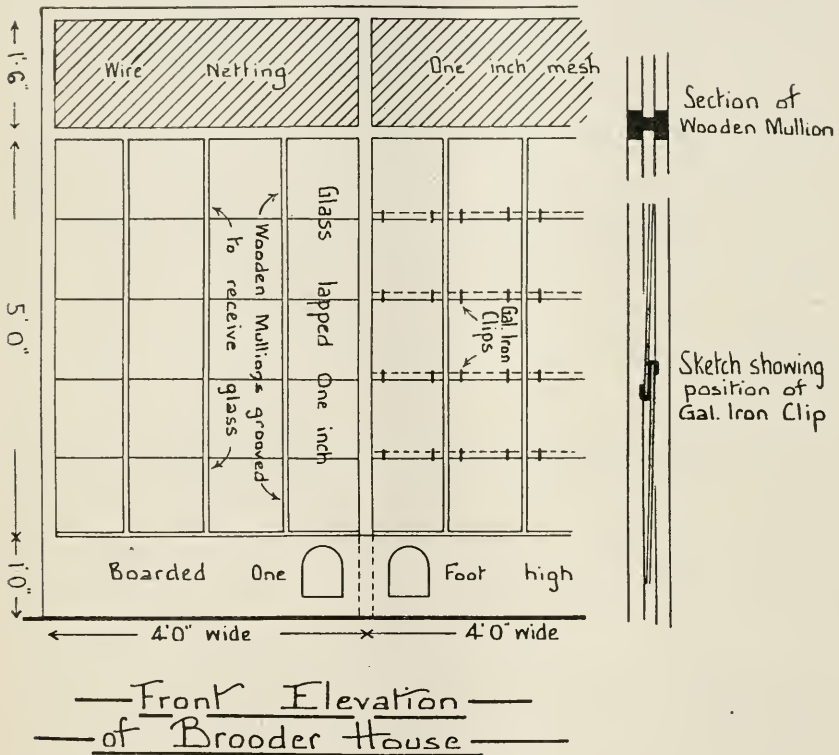 1'6"
Wire Netting
One inch mesh
5'0"
Glass lapped One inch
Wooden Mullions grooved
to receive glass
Gal. Iron
Clips
1'0"
Boarded One Foot high
4'0" wide
4'0" wide
Section of
Wooden Mullion
Sketch showing
position of
Gal. Iron Clip
Front Elevation
of Brooder House